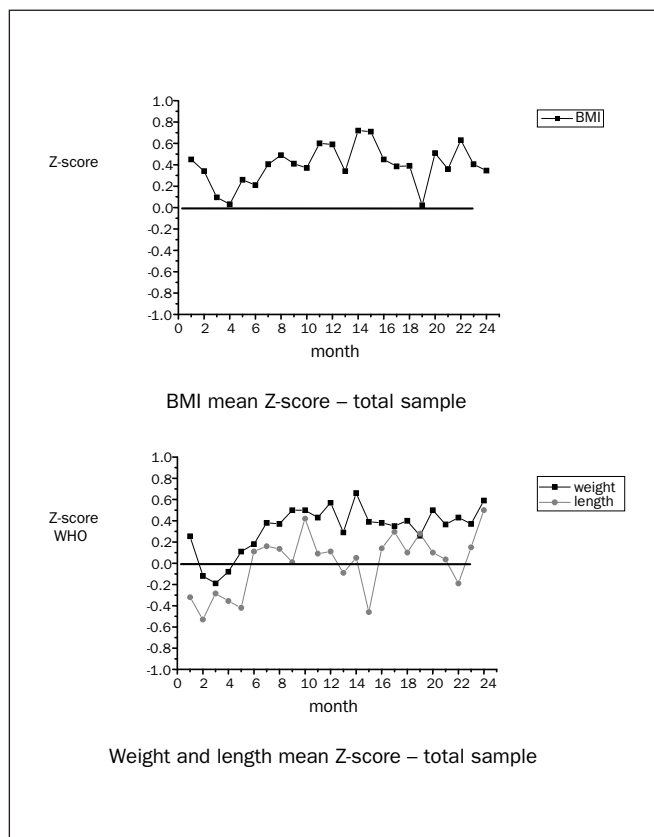 1.0
0.8
0.6
0.4
0.2
0.0
-0.2
-0.4
-0.6
-0.8
-1.0
Z-score
BMI
0 2 4 6 8 10 12 14 16 18 20 22 24
month
BMI mean Z-score – total sample
1.0
0.8
0.6
0.4
0.2
0.0
-0.2
-0.4
-0.6
-0.8
-1.0
Z-score
WHO
weight
length
0 2 4 6 8 10 12 14 16 18 20 22 24
month
Weight and length mean Z-score – total sample